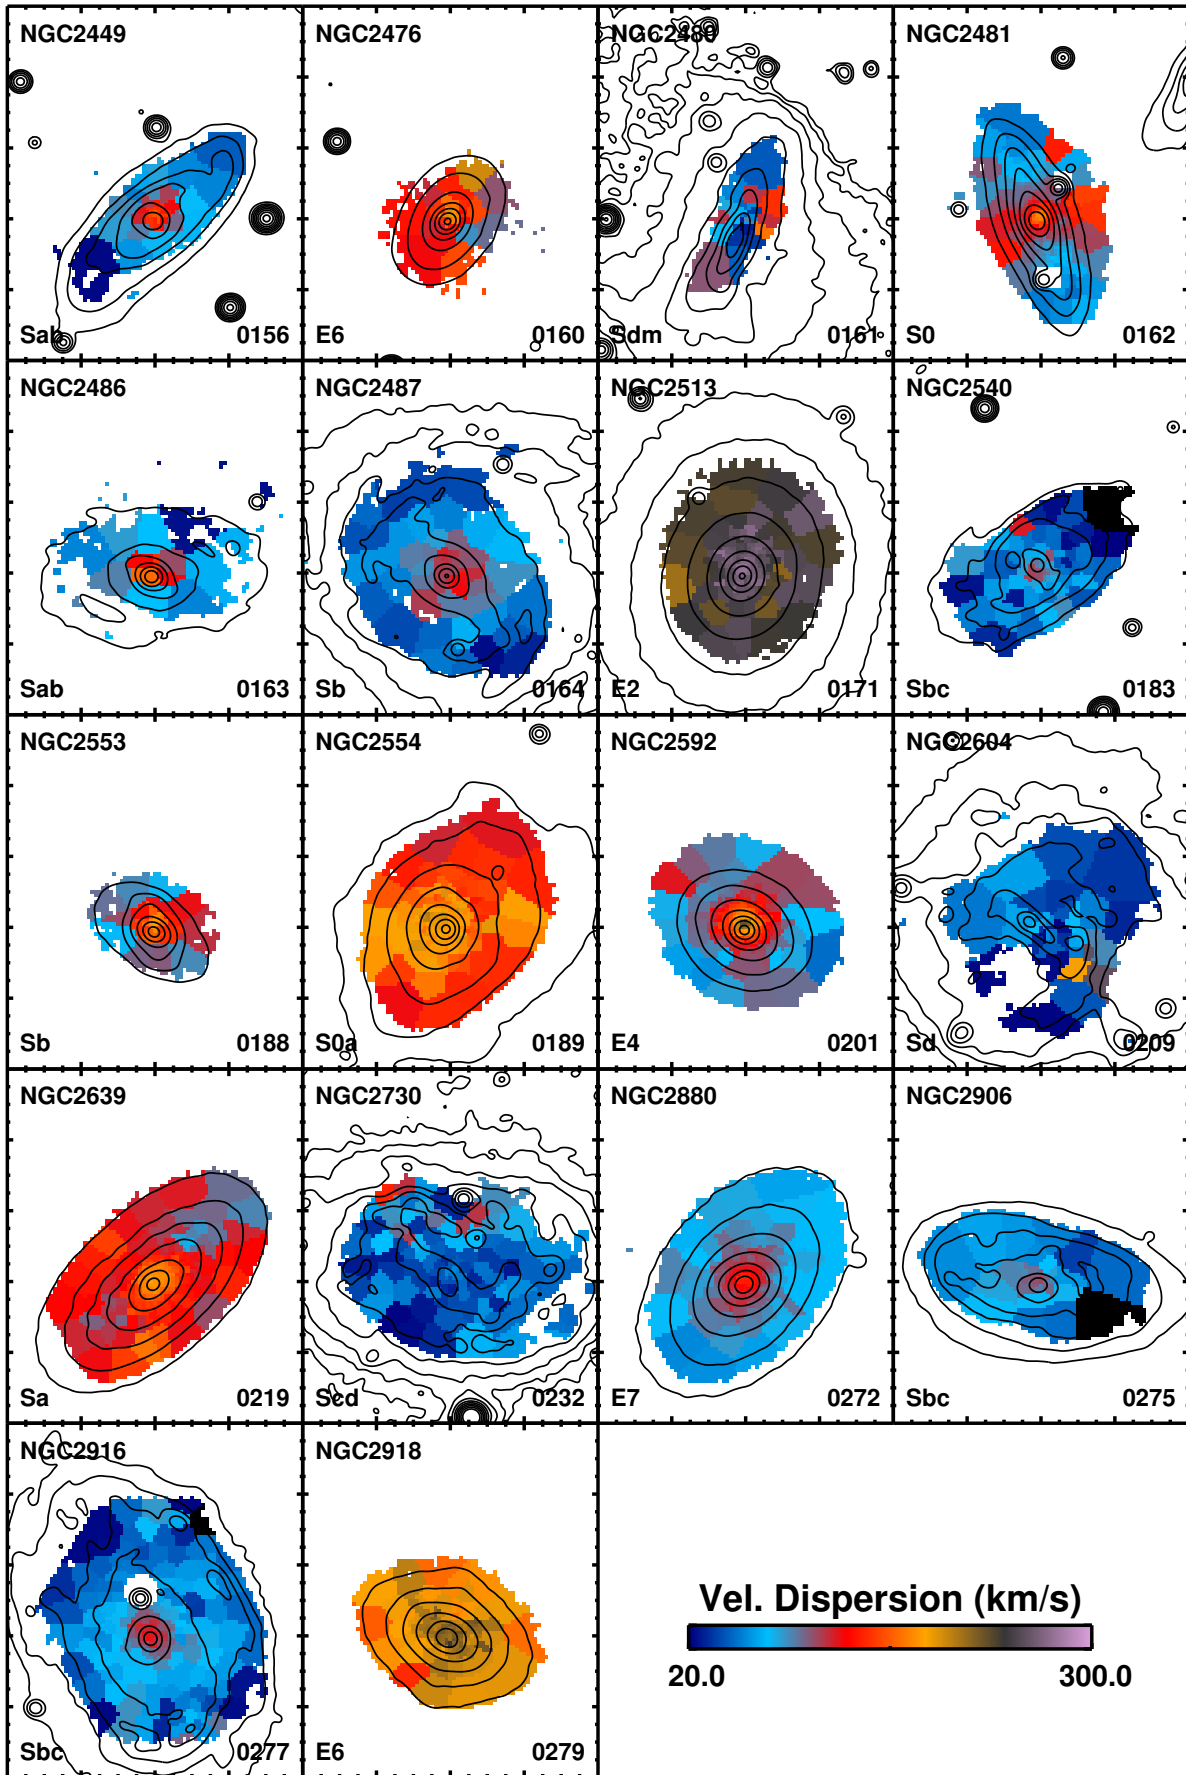 NGC2449 NGC2476 NGC2480 NGC2481
Sab 0156 E6 0160 Sdm 0161 S0 0162
NGC2486 NGC2487 NGC2513 NGC2540
Sab 0163 Sb 0164 E2 0171 Sbc 0183
NGC2553 NGC2554 NGC2592 NGC2604
Sb 0188 S0a 0189 E4 0201 Sd 0209
NGC2639 NGC2730 NGC2880 NGC2906
Sa 0219 Scd 0232 E7 0272 Sbc 0275
NGC2916 NGC2918
Vel. Dispersion (km/s)
20.0 300.0
Sbc 0277 E6 0279